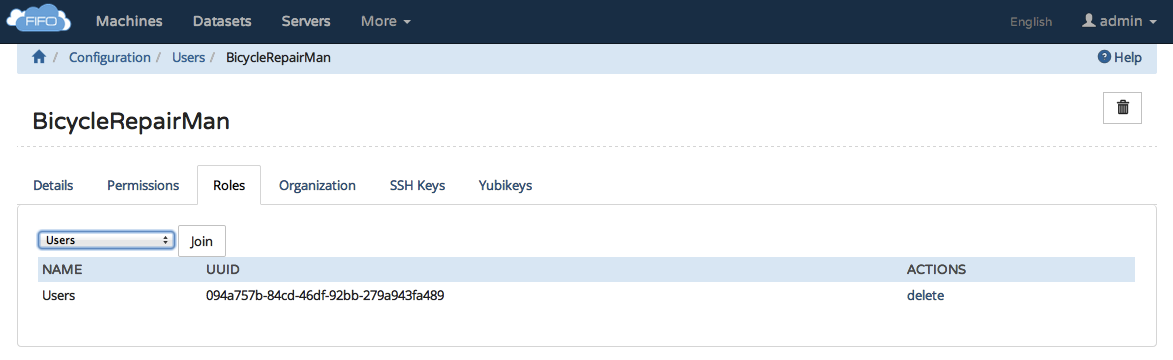 FIFO Machines Datasets Servers More English admin
/ Configuration / Users / BicycleRepairMan Help
BicycleRepairMan
Details Permissions Roles Organization SSH Keys Yubikeys
Users Join
NAME UUID ACTIONS
Users 094a757b-84cd-46df-92bb-279a943fa489 delete